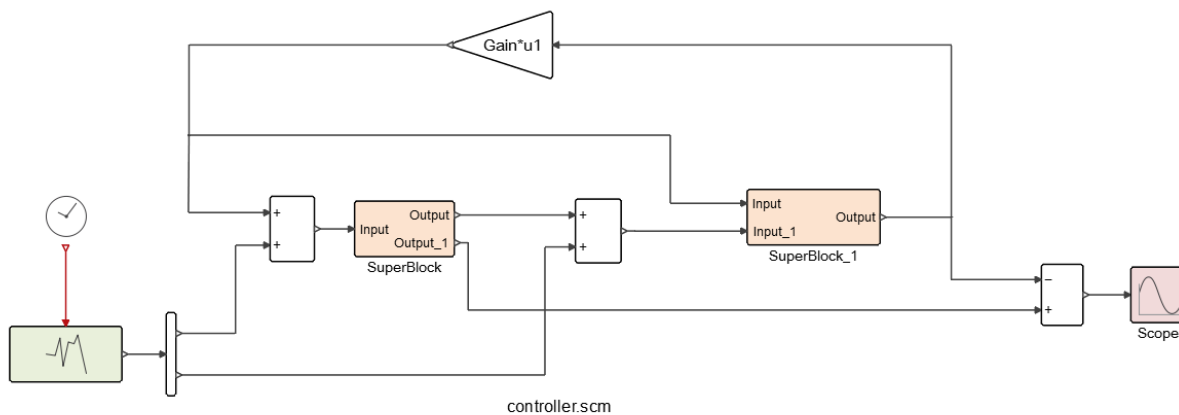 Gain*u1
+
+
Input
Output
Output_1
SuperBlock
+
+
Input
Input_1
Output
SuperBlock_1
−
+
Scope
controller.scm